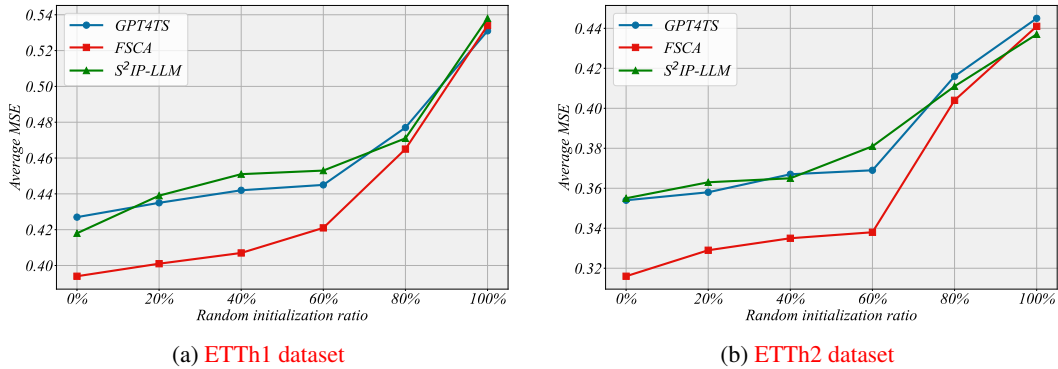 0.54
0.52
0.50
0.48
0.46
0.44
0.42
0.40
Average MSE
GPT4TS
FSCA
S²IP-LLM
0% 20% 40% 60% 80% 100%
Random initialization ratio
(a) ETTh1 dataset
0.44
0.42
0.40
0.38
0.36
0.34
0.32
Average MSE
GPT4TS
FSCA
S²IP-LLM
0% 20% 40% 60% 80% 100%
Random initialization ratio
(b) ETTh2 dataset